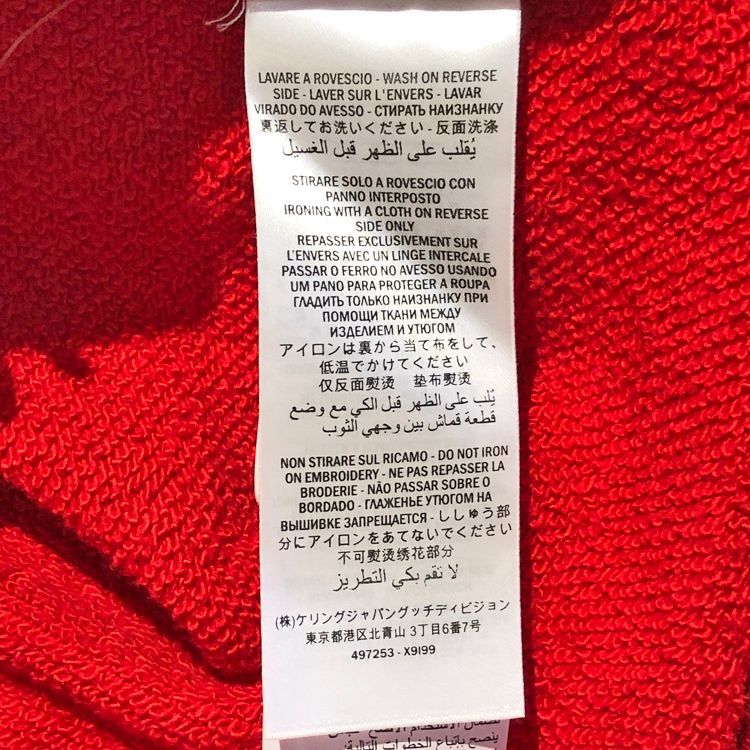 LAVARE A ROVESCIO - WASH ON REVERSE
SIDE - LAVER SUR L'ENVERS - LAVAR
VIRADO DO AVESSO - СТИРАТЬ НАИЗНАНКУ
裏返してお洗いください - 反面洗涤
يُقلب على الظهر قبل الغسيل
STIRARE SOLO A ROVESCIO CON
PANNO INTERPOSTO
IRONING WITH A CLOTH ON REVERSE
SIDE ONLY
REPASSER EXCLUSIVEMENT SUR
L'ENVERS AVEC UN LINGE INTERCALE
PASSAR O FERRO NO AVESSO USANDO
UM PANO PARA PROTEGER A ROUPA
ГЛАДИТЬ ТОЛЬКО НАИЗНАНКУ ПРИ
ПОМОЩИ ТКАНИ МЕЖДУ
ИЗДЕЛИЕМ И УТЮГОМ
アイロンは裏から当て布をして、
低温でかけてください
仅反面熨烫 垫布熨烫
يُلب على الظهر قبل الكي مع وضع
قطعة قماش بين وجهي الثوب
NON STIRARE SUL RICAMO - DO NOT IRON
ON EMBROIDERY - NE PAS REPASSER LA
BRODERIE - NÃO PASSAR SOBRE O
BORDADO - ГЛАЖЕНЬЕ УТЮГОМ НА
ВЫШИВКЕ ЗАПРЕЩАЕТСЯ - ししゅう部
分にアイロンをあてないでください
不可熨烫绣花部分
لا تقم بكي التطريز
(株)ケリングジャパングッチディビジョン
東京都港区北青山 3丁目6番7号
497253 - X9I99
ينصح بإتباع الخطوات التالية: